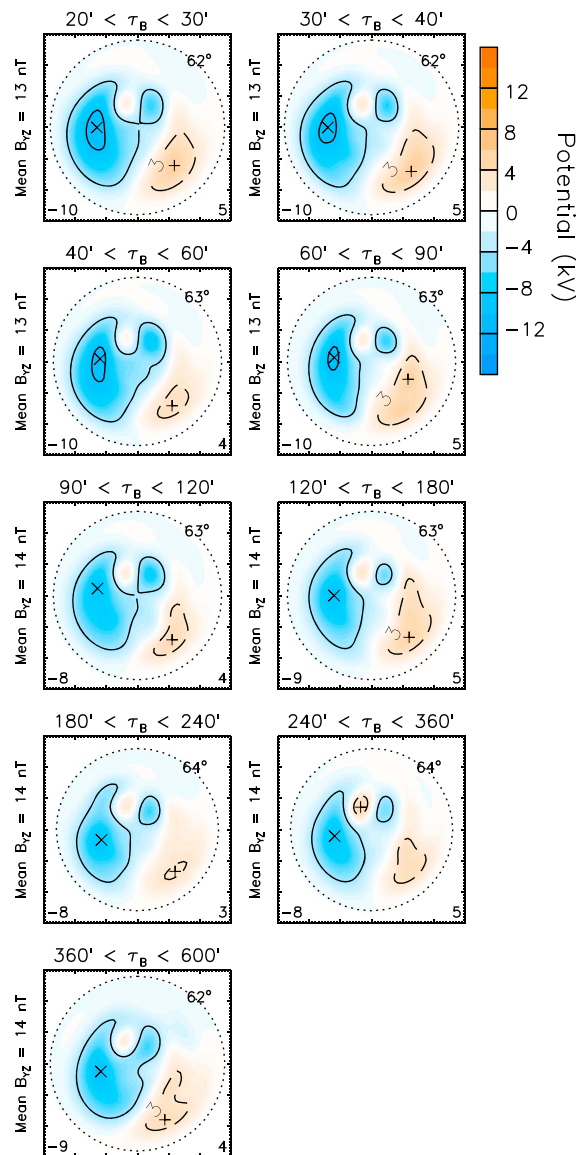 20' < τB < 30'
30' < τB < 40'
Mean BYZ = 13 nT
62°
-10
5
3
Mean BYZ = 13 nT
62°
-10
5
3
12
8
4
0
-4
-8
-12
Potential (kV)
40' < τB < 60'
60' < τB < 90'
Mean BYZ = 13 nT
63°
-10
4
Mean BYZ = 13 nT
63°
-10
5
3
90' < τB < 120'
120' < τB < 180'
Mean BYZ = 14 nT
63°
-8
4
Mean BYZ = 14 nT
63°
-9
5
3
180' < τB < 240'
240' < τB < 360'
Mean BYZ = 14 nT
64°
-8
3
Mean BYZ = 14 nT
64°
-8
5
360' < τB < 600'
Mean BYZ = 14 nT
62°
-9
4
3